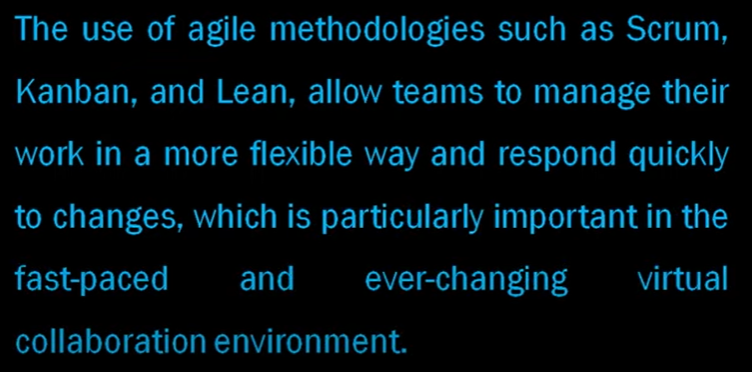 The use of agile methodologies such as Scrum,
Kanban, and Lean, allow teams to manage their
work in a more flexible way and respond quickly
to changes, which is particularly important in the
fast-paced and ever-changing virtual
collaboration environment.